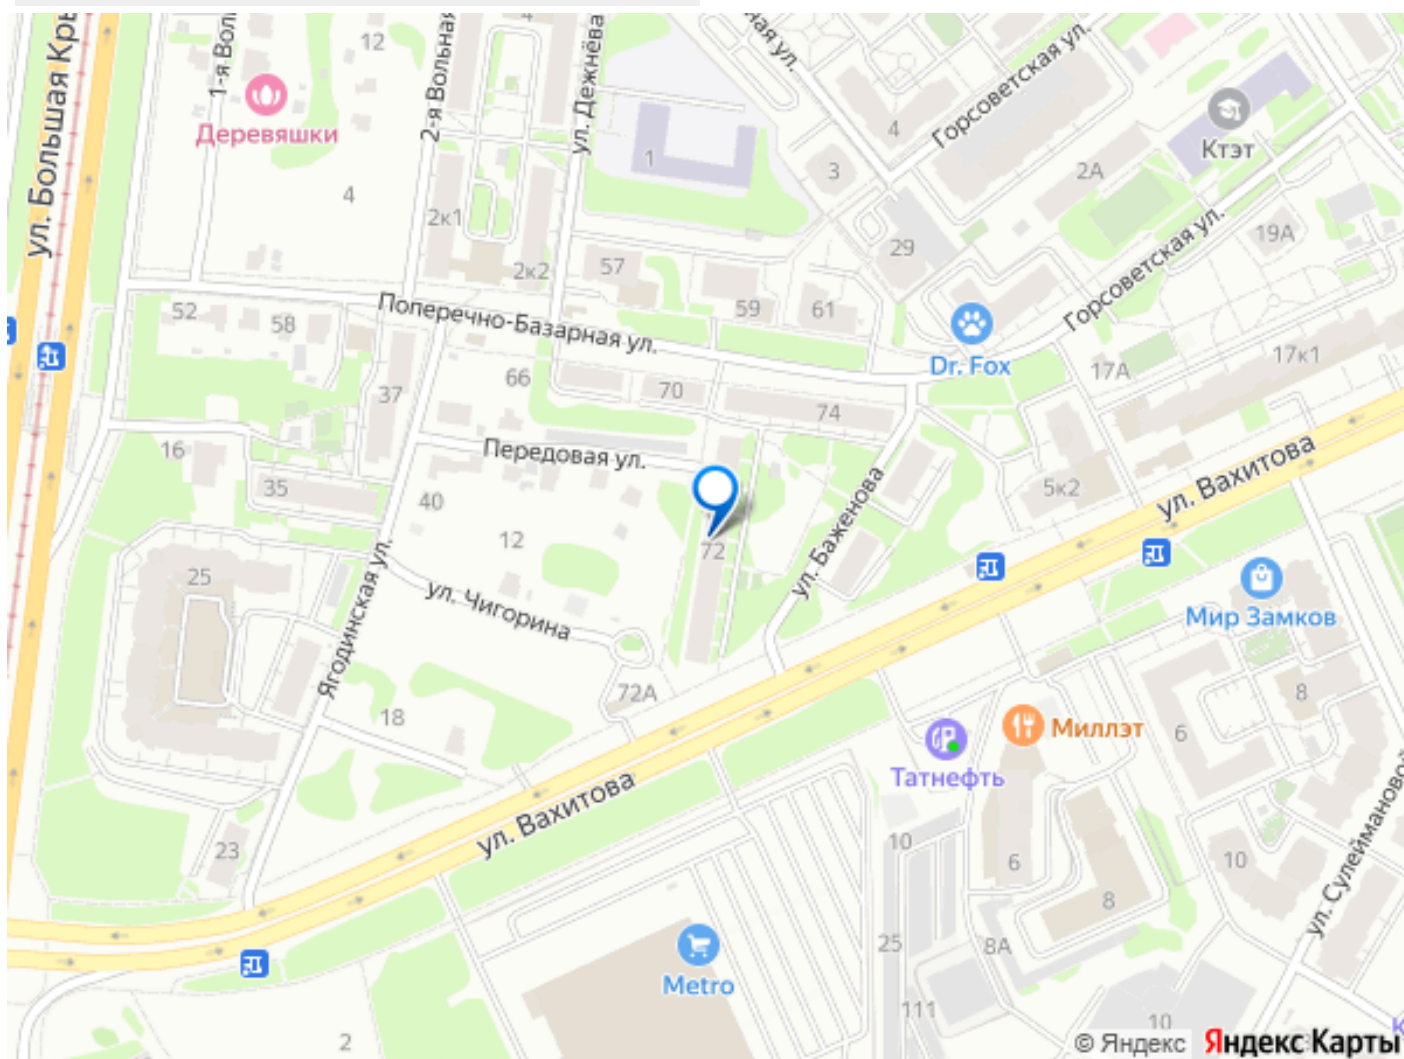 ул. Большая Кры
1-я Вол
12
2-я Вольная
4
ул. Дежнёва
ная ул.
Горсоветская ул.
Деревяшки
4
1
4
3
2А
Ктэт
2к1
2к2
57
59
61
29
Горсоветская ул.
19А
52
58
Поперечно-Базарная ул.
Dr. Fox
17А
17к1
37
66
70
74
16
Передовая ул.
35
40
12
72
ул. Баженова
5к2
ул. Вахитова
25
Ягодинская ул.
ул. Чигорина
Мир Замков
72А
18
8
6
Миллэт
Татнефть
ул. Вахитова
23
10
6
10
8
ул. Сулеймановой
25
8А
Metro
111
2
10
© Яндекс Яндекс Карты